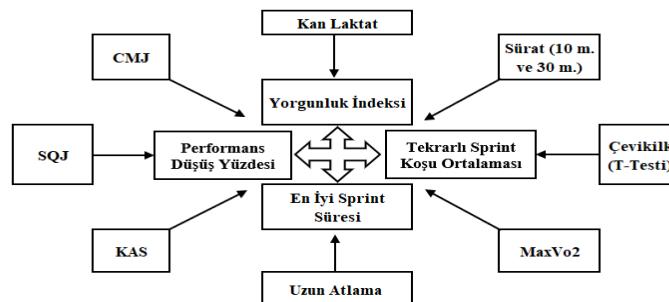 Kan Laktat
CMJ
Sürat (10 m.
ve 30 m.)
Yorgunluk İndeksi
SQJ
Performans
Düşüş Yüzdesi
Tekrarlı Sprint
Koşu Ortalaması
Çevikilk
(T-Testi)
En İyi Sprint
Süresi
KAS
MaxVo2
Uzun Atlama